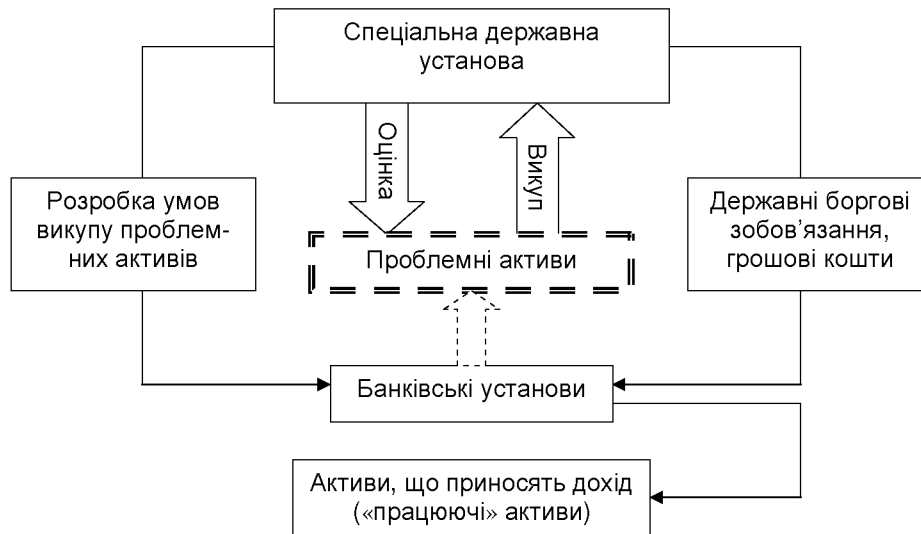 Спеціальна державна
установа
Оцінка
Викуп
Розробка умов
викупу проблем-
них активів
Державні боргові
зобов’язання,
грошові кошти
Проблемні активи
Банківські установи
Активи, що приносять дохід
(«працюючі» активи)